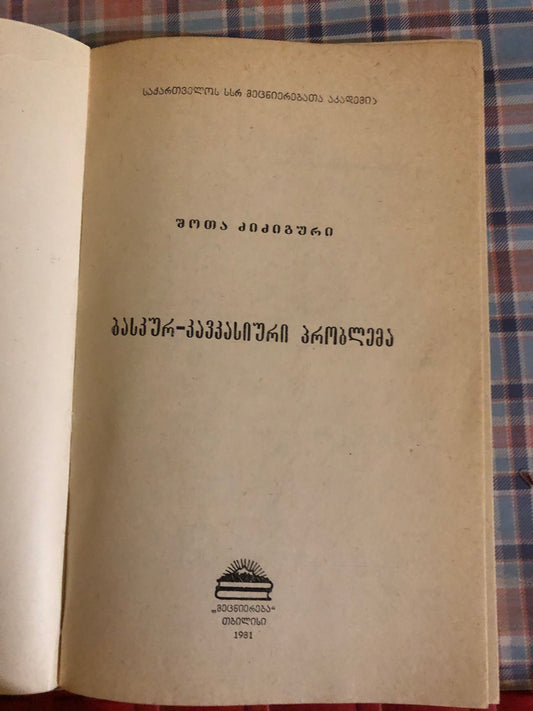 საქართველოს სსრ მეცნიერებათა აკადემია
შოთა ძიძიგური
ბასკურ-კავკასიური პრობლემა
„მეცნიერება“
თბილისი
1981